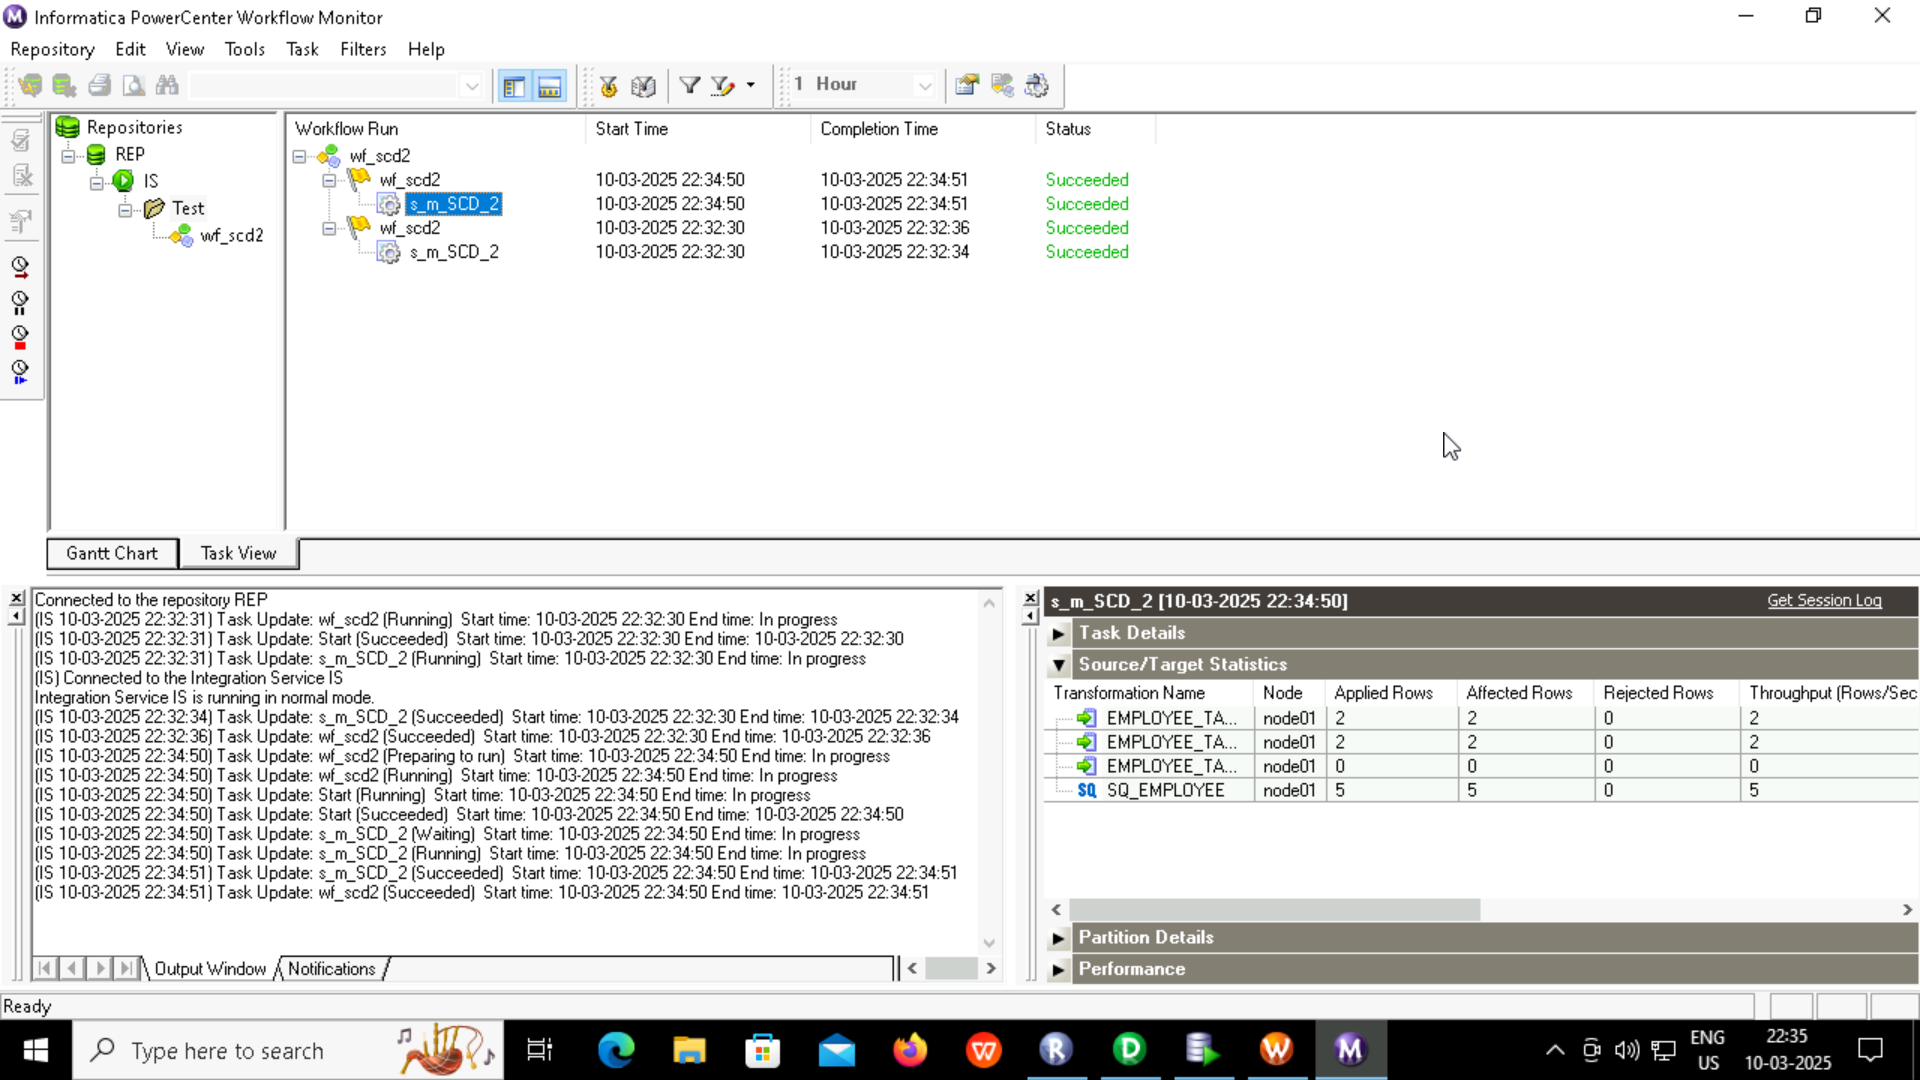 Informatica PowerCenter Workflow Monitor
Repository Edit View Tools Task Filters Help
1 Hour
Repositories
REP
IS
Test
wf_scd2
Workflow Run Start Time Completion Time Status
wf_scd2
wf_scd2 10-03-2025 22:34:50 10-03-2025 22:34:51 Succeeded
s_m_SCD_2 10-03-2025 22:34:50 10-03-2025 22:34:51 Succeeded
wf_scd2 10-03-2025 22:32:30 10-03-2025 22:32:36 Succeeded
s_m_SCD_2 10-03-2025 22:32:30 10-03-2025 22:32:34 Succeeded
Gantt Chart Task View
Connected to the repository REP
(IS 10-03-2025 22:32:31) Task Update: wf_scd2 (Running) Start time: 10-03-2025 22:32:30 End time: In progress
(IS 10-03-2025 22:32:31) Task Update: Start (Succeeded) Start time: 10-03-2025 22:32:30 End time: 10-03-2025 22:32:30
(IS 10-03-2025 22:32:31) Task Update: s_m_SCD_2 (Running) Start time: 10-03-2025 22:32:30 End time: In progress
(IS) Connected to the Integration Service IS
Integration Service IS is running in normal mode.
(IS 10-03-2025 22:32:34) Task Update: s_m_SCD_2 (Succeeded) Start time: 10-03-2025 22:32:30 End time: 10-03-2025 22:32:34
(IS 10-03-2025 22:32:36) Task Update: wf_scd2 (Succeeded) Start time: 10-03-2025 22:32:30 End time: 10-03-2025 22:32:36
(IS 10-03-2025 22:34:50) Task Update: wf_scd2 (Preparing to run) Start time: 10-03-2025 22:34:50 End time: In progress
(IS 10-03-2025 22:34:50) Task Update: wf_scd2 (Running) Start time: 10-03-2025 22:34:50 End time: In progress
(IS 10-03-2025 22:34:50) Task Update: Start (Running) Start time: 10-03-2025 22:34:50 End time: In progress
(IS 10-03-2025 22:34:50) Task Update: Start (Succeeded) Start time: 10-03-2025 22:34:50 End time: 10-03-2025 22:34:50
(IS 10-03-2025 22:34:50) Task Update: s_m_SCD_2 (Waiting) Start time: 10-03-2025 22:34:50 End time: In progress
(IS 10-03-2025 22:34:50) Task Update: s_m_SCD_2 (Running) Start time: 10-03-2025 22:34:50 End time: In progress
(IS 10-03-2025 22:34:51) Task Update: s_m_SCD_2 (Succeeded) Start time: 10-03-2025 22:34:50 End time: 10-03-2025 22:34:51
(IS 10-03-2025 22:34:51) Task Update: wf_scd2 (Succeeded) Start time: 10-03-2025 22:34:50 End time: 10-03-2025 22:34:51
Output Window Notifications
s_m_SCD_2 [10-03-2025 22:34:50] Get Session Log
Task Details
Source/Target Statistics
Transformation Name Node Applied Rows Affected Rows Rejected Rows Throughput (Rows/Sec
EMPLOYEE_TA... node01 2 2 0 2
EMPLOYEE_TA... node01 2 2 0 2
EMPLOYEE_TA... node01 0 0 0 0
SQ SQ_EMPLOYEE node01 5 5 0 5
Partition Details
Performance
Ready
Type here to search
ENG
US
22:35
10-03-2025